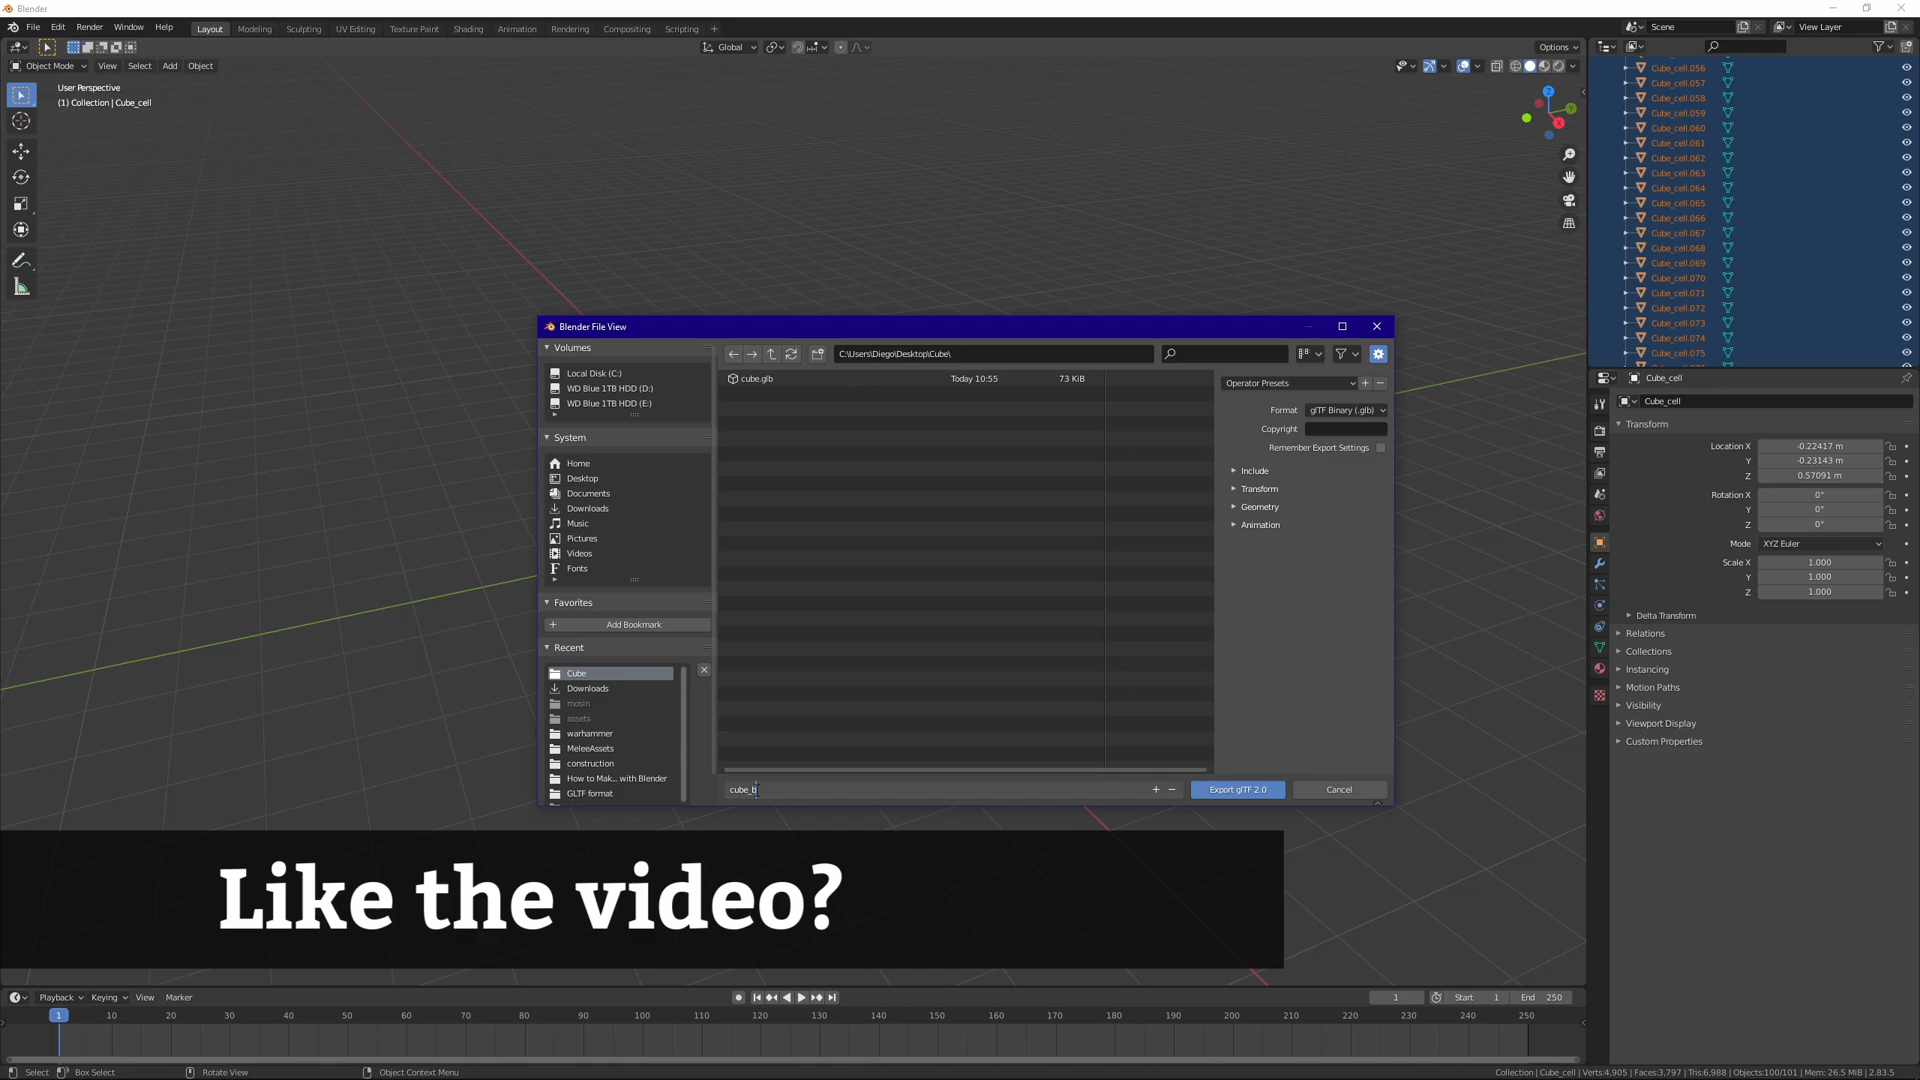 Blender
File Edit Render Window Help
Layout Modeling Sculpting UV Editing Texture Paint Shading Animation Rendering Compositing Scripting +
Scene
View Layer
Global
Options
Object Mode View Select Add Object
User Perspective
(1) Collection | Cube_cell
Z
Y
X
Cube_cell.056
Cube_cell.057
Cube_cell.058
Cube_cell.059
Cube_cell.060
Cube_cell.061
Cube_cell.062
Cube_cell.063
Cube_cell.064
Cube_cell.065
Cube_cell.066
Cube_cell.067
Cube_cell.068
Cube_cell.069
Cube_cell.070
Cube_cell.071
Cube_cell.072
Cube_cell.073
Cube_cell.074
Cube_cell.075
Blender File View
Volumes
Local Disk (C:)
WD Blue 1TB HDD (D:)
WD Blue 1TB HDD (E:)
System
Home
Desktop
Documents
Downloads
Music
Pictures
Videos
Fonts
Favorites
Add Bookmark
Recent
Cube
Downloads
mosin
assets
warhammer
MeleeAssets
construction
How to Mak... with Blender
GLTF format
C:\Users\Diego\Desktop\Cube\
cube.glb Today 10:55 73 KiB
Operator Presets
Format glTF Binary (.glb)
Copyright
Remember Export Settings
Include
Transform
Geometry
Animation
cube_b
Export glTF 2.0
Cancel
Cube_cell
Cube_cell
Transform
Location X -0.22417 m
Y -0.23143 m
Z 0.57091 m
Rotation X 0°
Y 0°
Z 0°
Mode XYZ Euler
Scale X 1.000
Y 1.000
Z 1.000
Delta Transform
Relations
Collections
Instancing
Motion Paths
Visibility
Viewport Display
Custom Properties
Like the video?
Playback Keying View Marker
1 Start 1 End 250
1 10 20 30 40 50 60 70 80 90 100 110 120 130 140 150 160 170 180 190 200 210 220 230 240 250
Select Box Select Rotate View Object Context Menu
Collection | Cube_cell | Verts:4,905 | Faces:3,797 | Tris:6,988 | Objects:100/101 | Mem: 26.5 MiB | 2.83.5